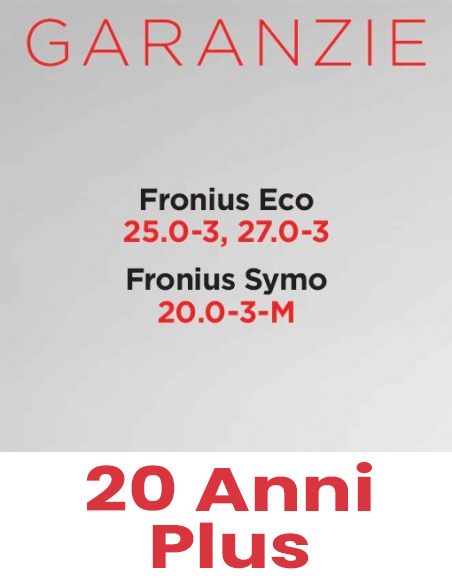 GARANZIE
Fronius Eco
25.0-3, 27.0-3
Fronius Symo
20.0-3-M
20 Anni
Plus